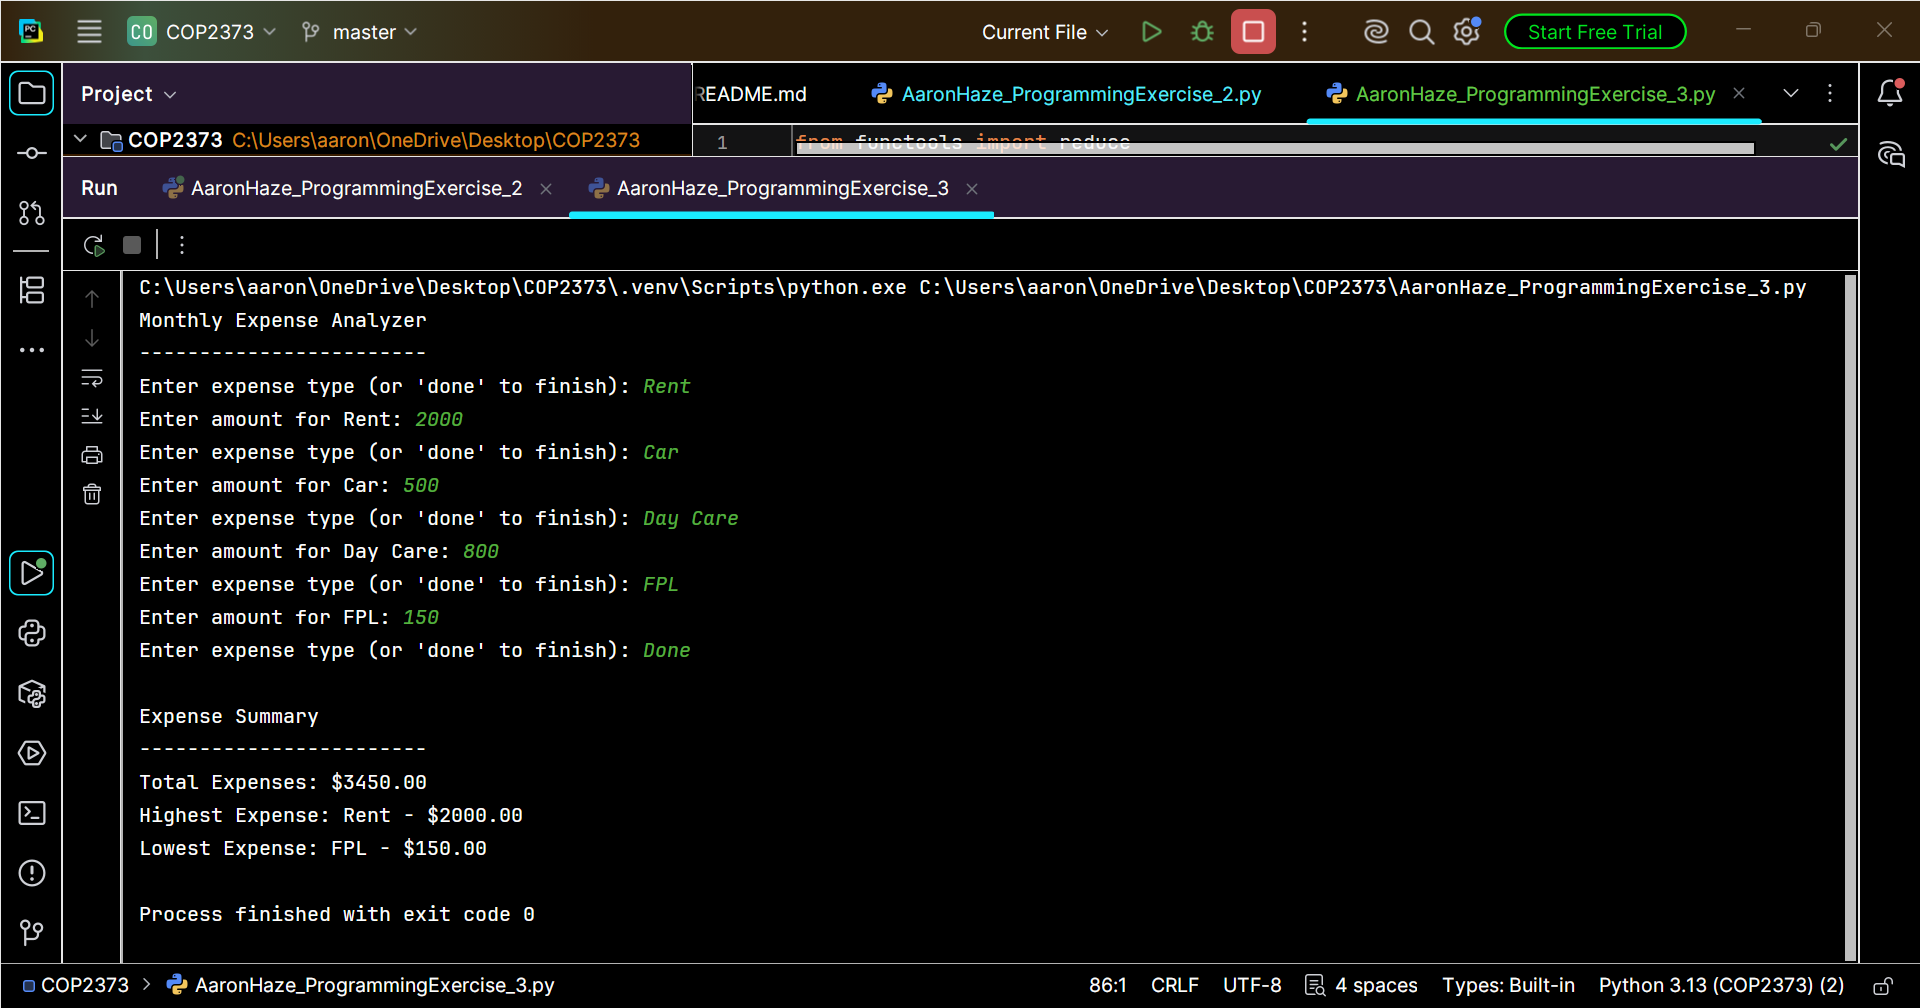 PC
CO COP2373 master Current File Start Free Trial
Project README.md AaronHaze_ProgrammingExercise_2.py AaronHaze_ProgrammingExercise_3.py
COP2373 C:\Users\aaron\OneDrive\Desktop\COP2373 1 from functools import reduce
Run AaronHaze_ProgrammingExercise_2 AaronHaze_ProgrammingExercise_3
C:\Users\aaron\OneDrive\Desktop\COP2373\.venv\Scripts\python.exe C:\Users\aaron\OneDrive\Desktop\COP2373\AaronHaze_ProgrammingExercise_3.py
Monthly Expense Analyzer
------------------------
Enter expense type (or 'done' to finish): Rent
Enter amount for Rent: 2000
Enter expense type (or 'done' to finish): Car
Enter amount for Car: 500
Enter expense type (or 'done' to finish): Day Care
Enter amount for Day Care: 800
Enter expense type (or 'done' to finish): FPL
Enter amount for FPL: 150
Enter expense type (or 'done' to finish): Done
Expense Summary
------------------------
Total Expenses: $3450.00
Highest Expense: Rent - $2000.00
Lowest Expense: FPL - $150.00
Process finished with exit code 0
COP2373 > AaronHaze_ProgrammingExercise_3.py 86:1 CRLF UTF-8 4 spaces Types: Built-in Python 3.13 (COP2373) (2)